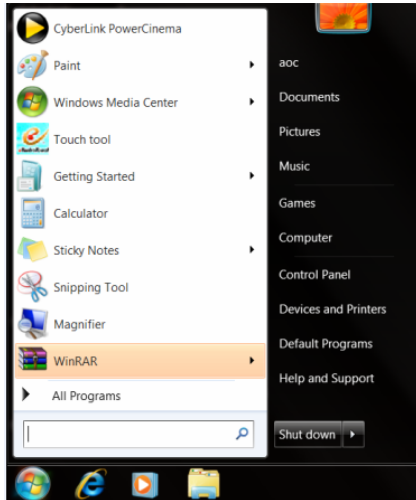 CyberLink PowerCinema
Paint
Windows Media Center
Touch tool
Getting Started
Calculator
Sticky Notes
Snipping Tool
Magnifier
WinRAR
All Programs
aoc
Documents
Pictures
Music
Games
Computer
Control Panel
Devices and Printers
Default Programs
Help and Support
Shut down